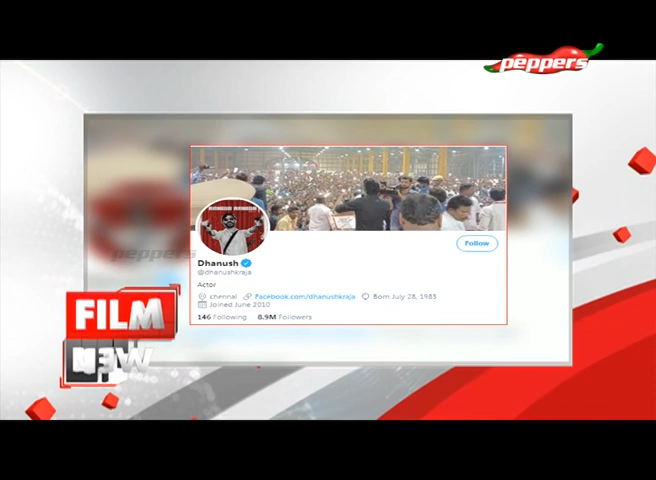 peppers
peppers
Follow
Dhanush
@dhanushkraja
Actor
chennai Facebook.com/dhanushkraja Born July 28, 1983
Joined June 2010
146 Following 8.9M Followers
FILM
NEW